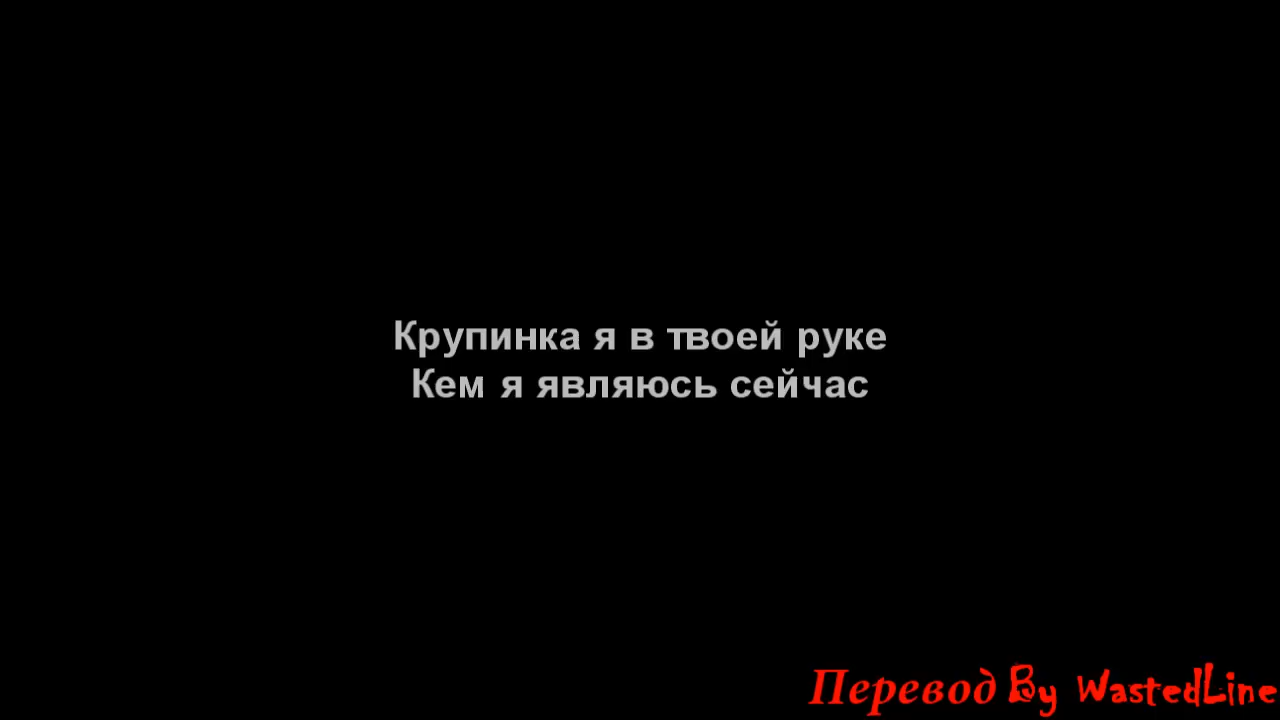 Крупинка я в твоей руке
Кем я являюсь сейчас
Перевод By WastedLine